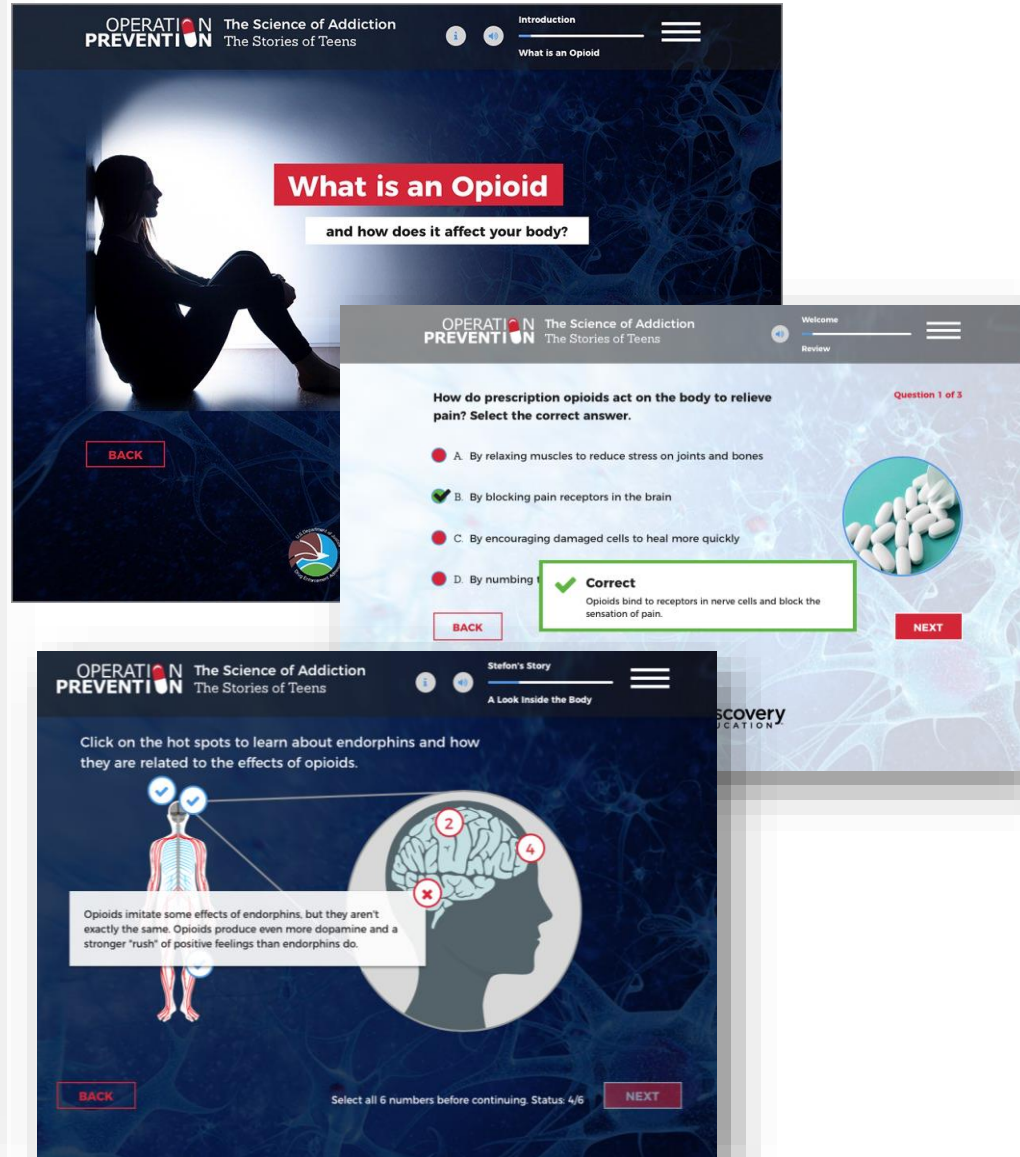 OPERATION The Science of Addiction
PREVENTION The Stories of Teens
Introduction
What is an Opioid
What is an Opioid
and how does it affect your body?
BACK
OPERATION The Science of Addiction
PREVENTION The Stories of Teens
Welcome
Review
How do prescription opioids act on the body to relieve
pain? Select the correct answer.
Question 1 of 3
A. By relaxing muscles to reduce stress on joints and bones
B. By blocking pain receptors in the brain
C. By encouraging damaged cells to heal more quickly
D. By numbing
Correct
Opioids bind to receptors in nerve cells and block the
sensation of pain.
BACK
NEXT
OPERATION The Science of Addiction
PREVENTION The Stories of Teens
Stefon's Story
A Look Inside the Body
Click on the hot spots to learn about endorphins and how
they are related to the effects of opioids.
2
4
Opioids imitate some effects of endorphins, but they aren't
exactly the same. Opioids produce even more dopamine and a
stronger "rush" of positive feelings than endorphins do.
BACK
Select all 6 numbers before continuing. Status: 4/6
NEXT